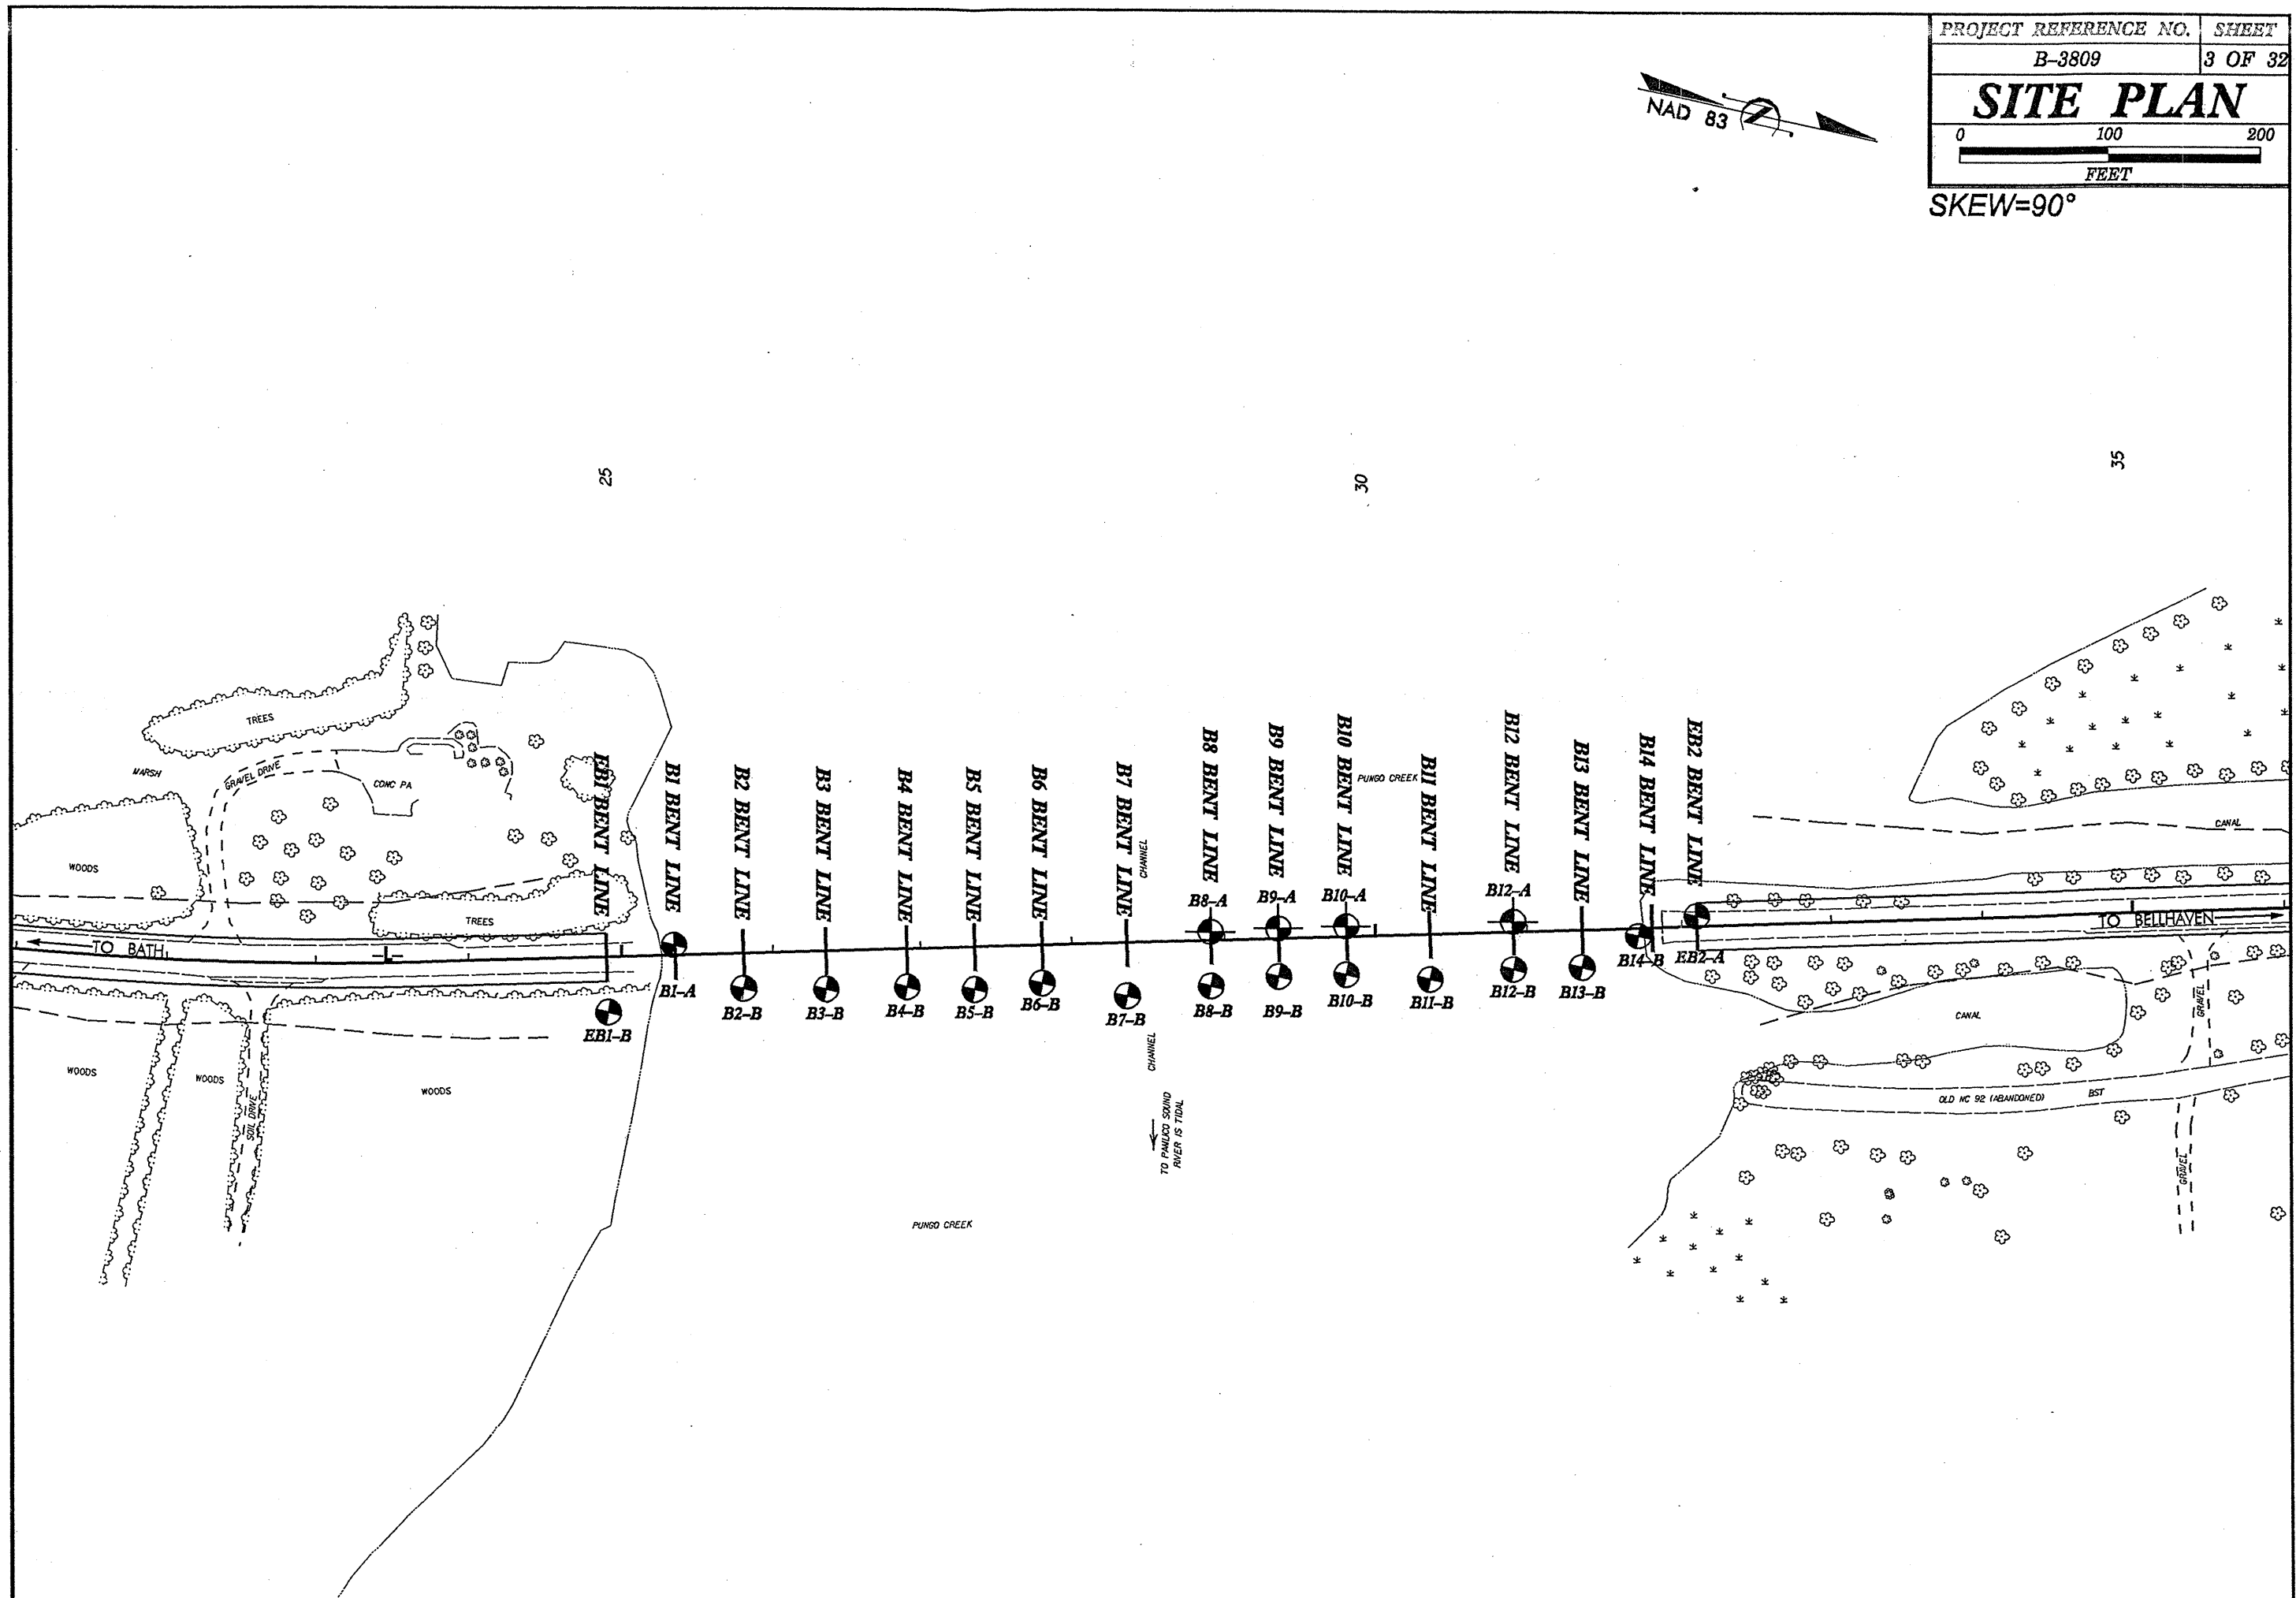 PROJECT REFERENCE NO. SHEET
B-3809 3 OF 32
SITE PLAN
0 100 200
FEET
SKEW=90°
NAD 83
25
30
35
TREES
MARSH
GRAVEL DRIVE
CONC PA
WOODS
TREES
TO BATH
L
EB1 BENT LINE
B1 BENT LINE
B2 BENT LINE
B3 BENT LINE
B4 BENT LINE
B5 BENT LINE
B6 BENT LINE
B7 BENT LINE
CHANNEL
B8 BENT LINE
B9 BENT LINE
B10 BENT LINE
PUNGO CREEK
B11 BENT LINE
B12 BENT LINE
B13 BENT LINE
B14 BENT LINE
EB2 BENT LINE
B8-A
B9-A
B10-A
B12-A
CANAL
TO BELLHAVEN
EB1-B
B1-A
B2-B
B3-B
B4-B
B5-B
B6-B
B7-B
B8-B
B9-B
B10-B
B11-B
B12-B
B13-B
B14-B
EB2-A
CANAL
GRAVEL
WOODS
WOODS
SOIL DRIVE
WOODS
CHANNEL
TO PAMLICO SOUND
RIVER IS TIDAL
OLD NC 92 (ABANDONED)
BST
GRAVEL
PUNGO CREEK